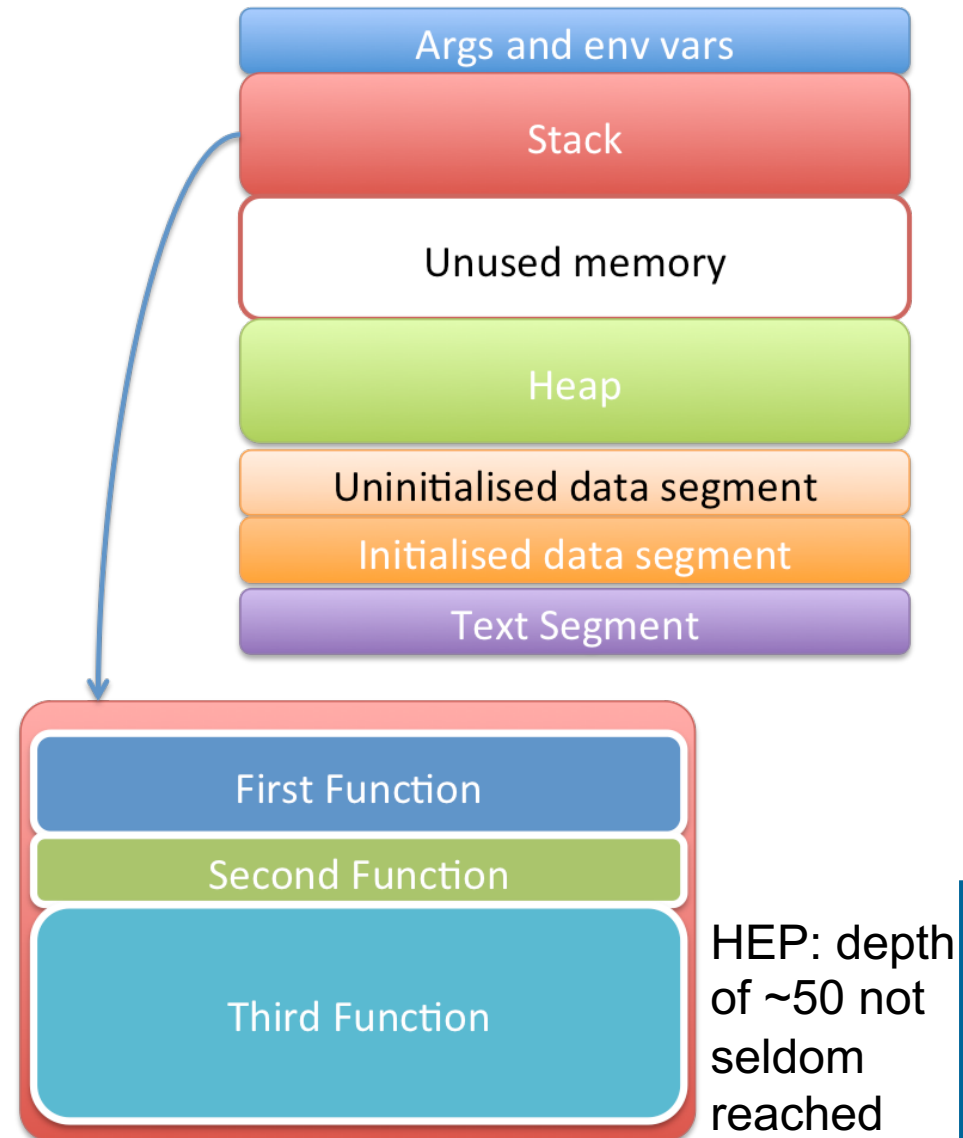 Args and env vars
Stack
Unused memory
Heap
Uninitialised data segment
Initialised data segment
Text Segment
First Function
Second Function
Third Function
HEP: depth
of ~50 not
seldom
reached